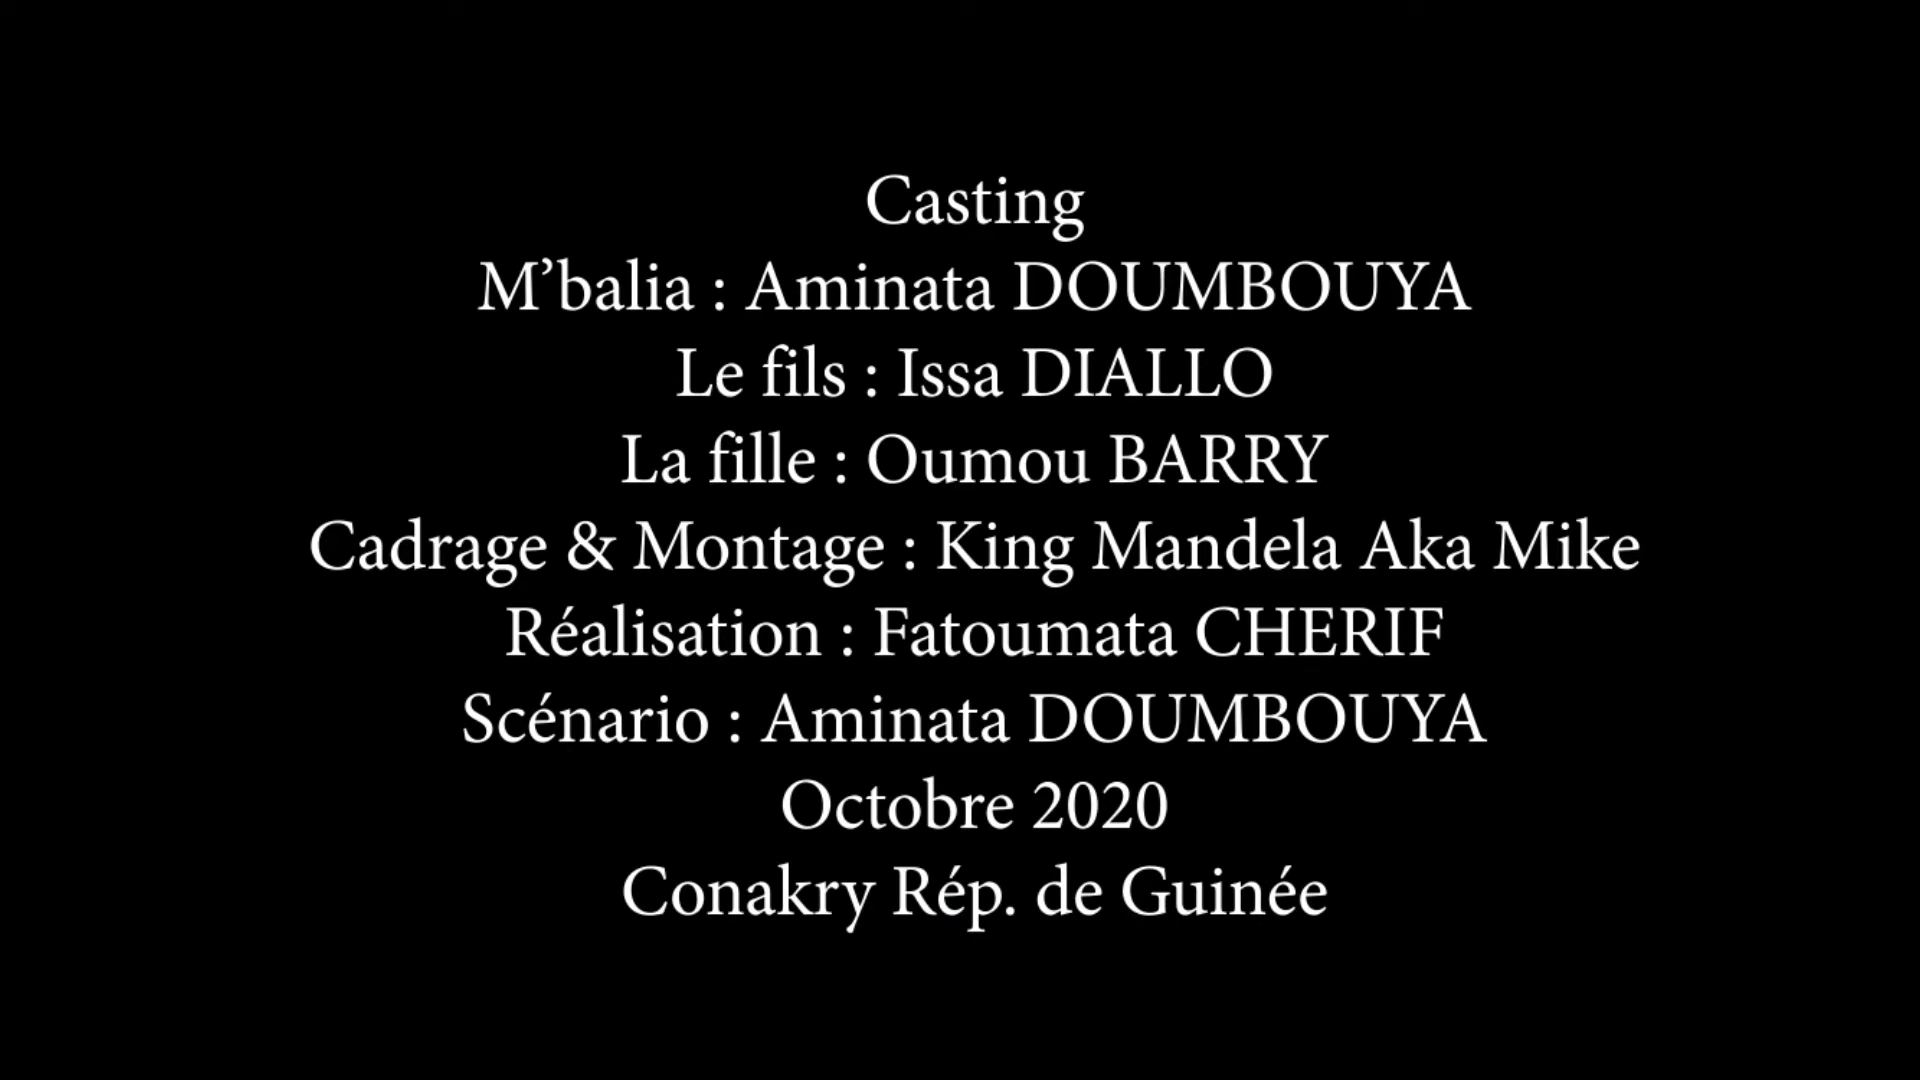 Casting
M’balia : Aminata DOUMBOUYA
Le fils : Issa DIALLO
La fille : Oumou BARRY
Cadrage & Montage : King Mandela Aka Mike
Réalisation : Fatoumata CHERIF
Scénario : Aminata DOUMBOUYA
Octobre 2020
Conakry Rép. de Guinée